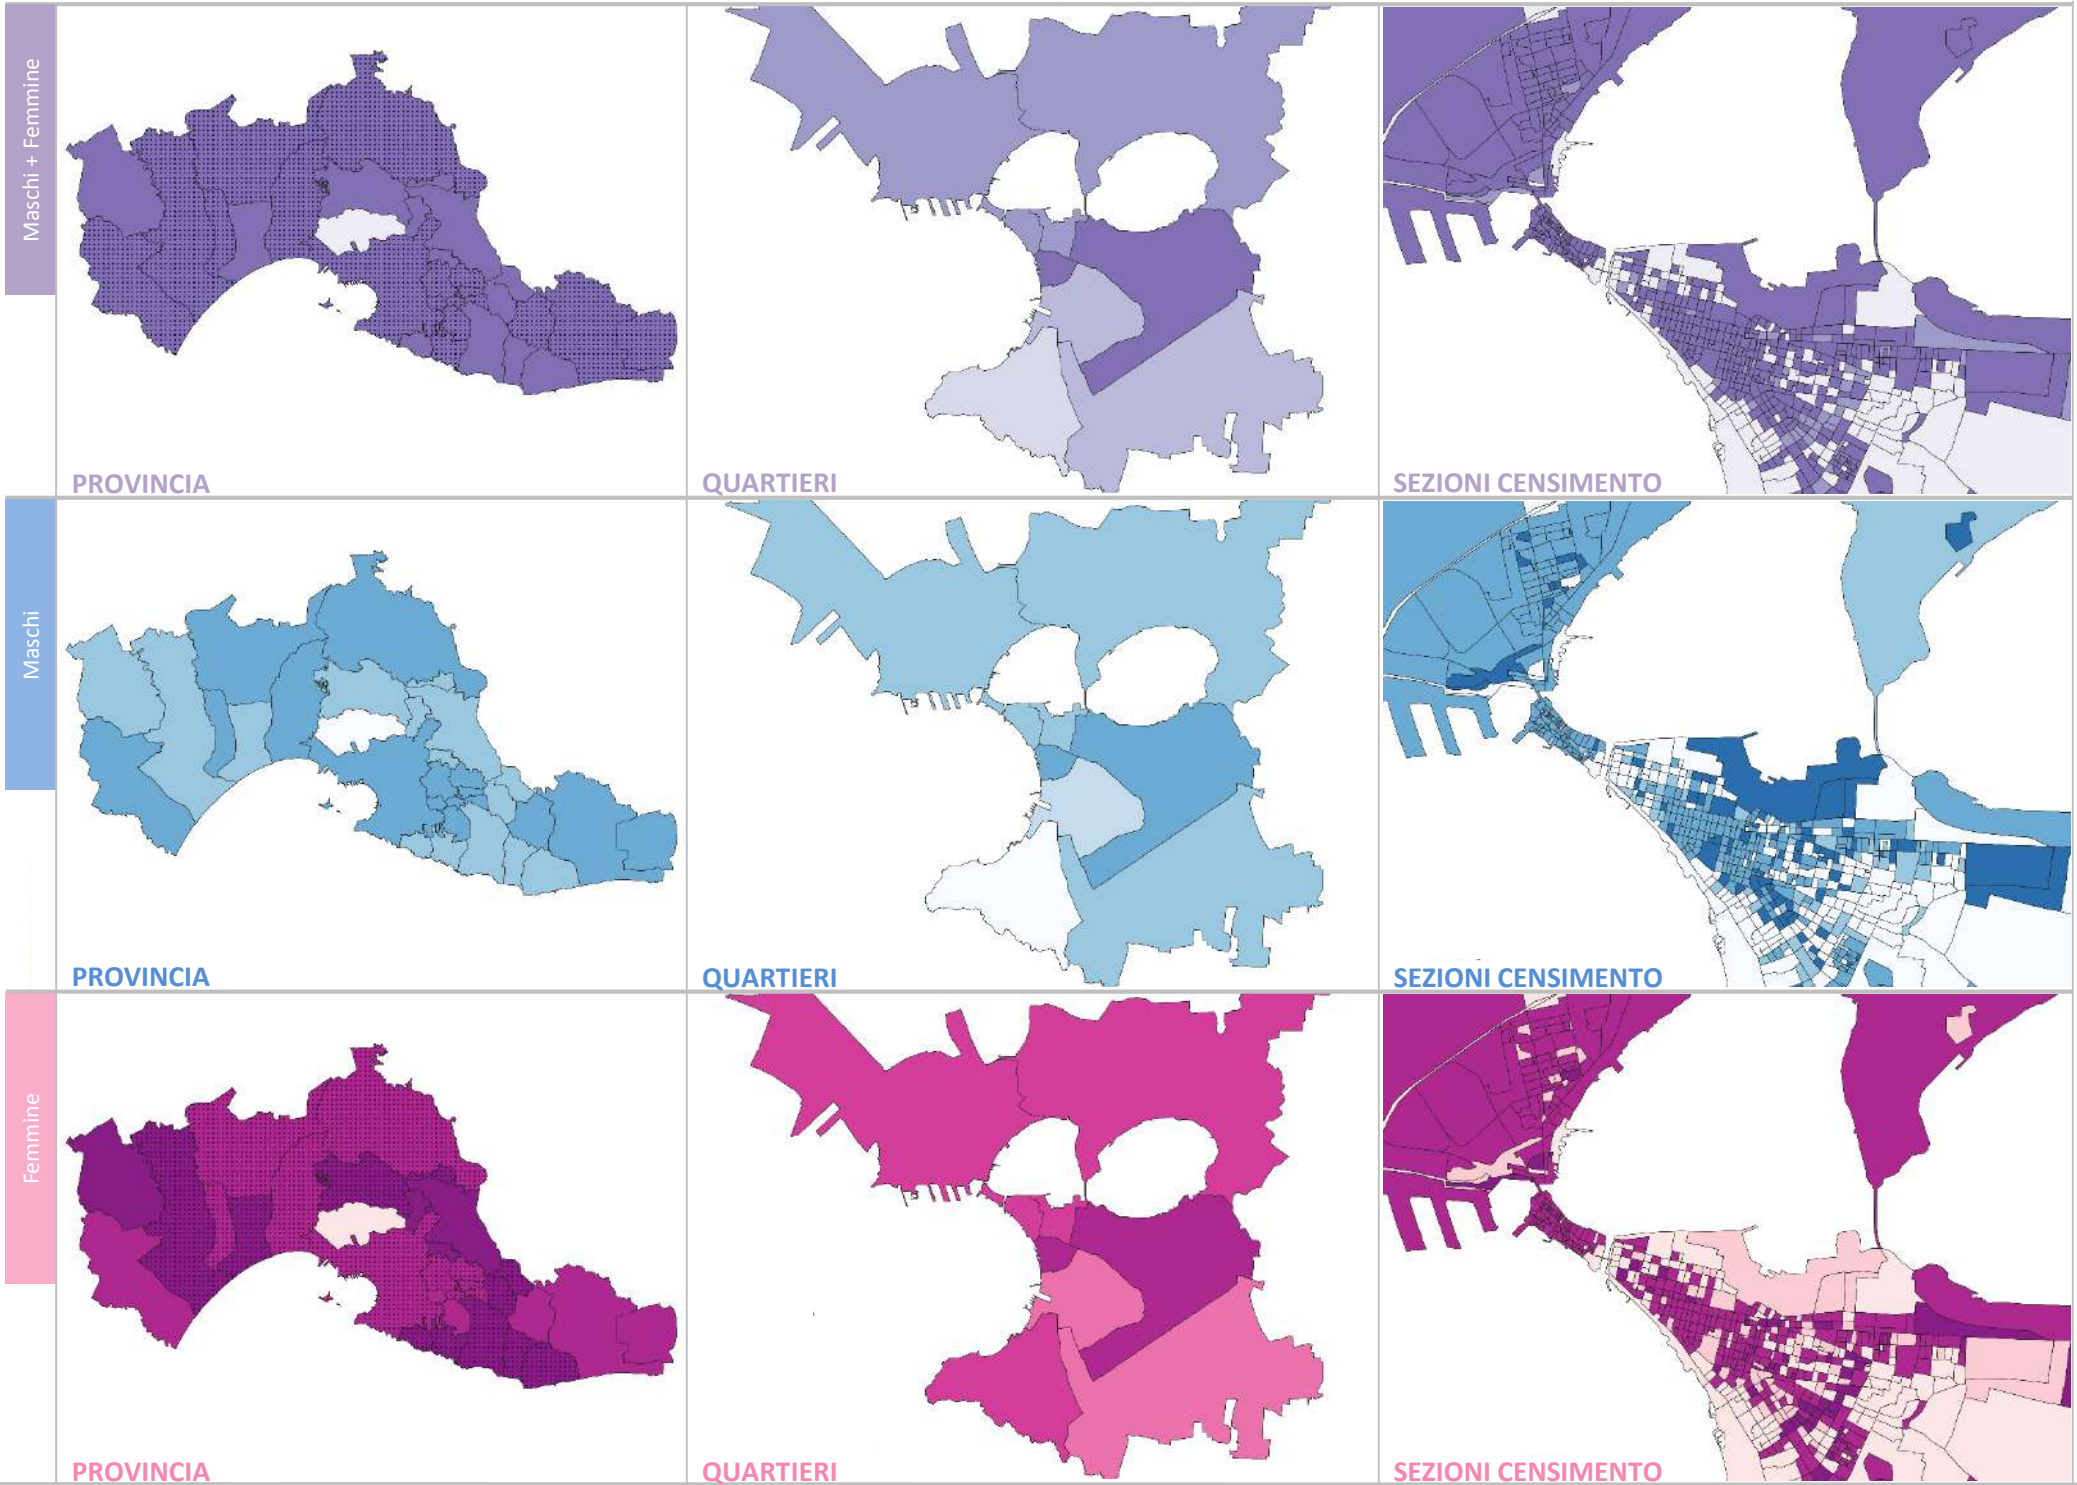 Maschi + Femmine
PROVINCIA
QUARTIERI
SEZIONI CENSIMENTO
Maschi
PROVINCIA
QUARTIERI
SEZIONI CENSIMENTO
Femmine
PROVINCIA
QUARTIERI
SEZIONI CENSIMENTO